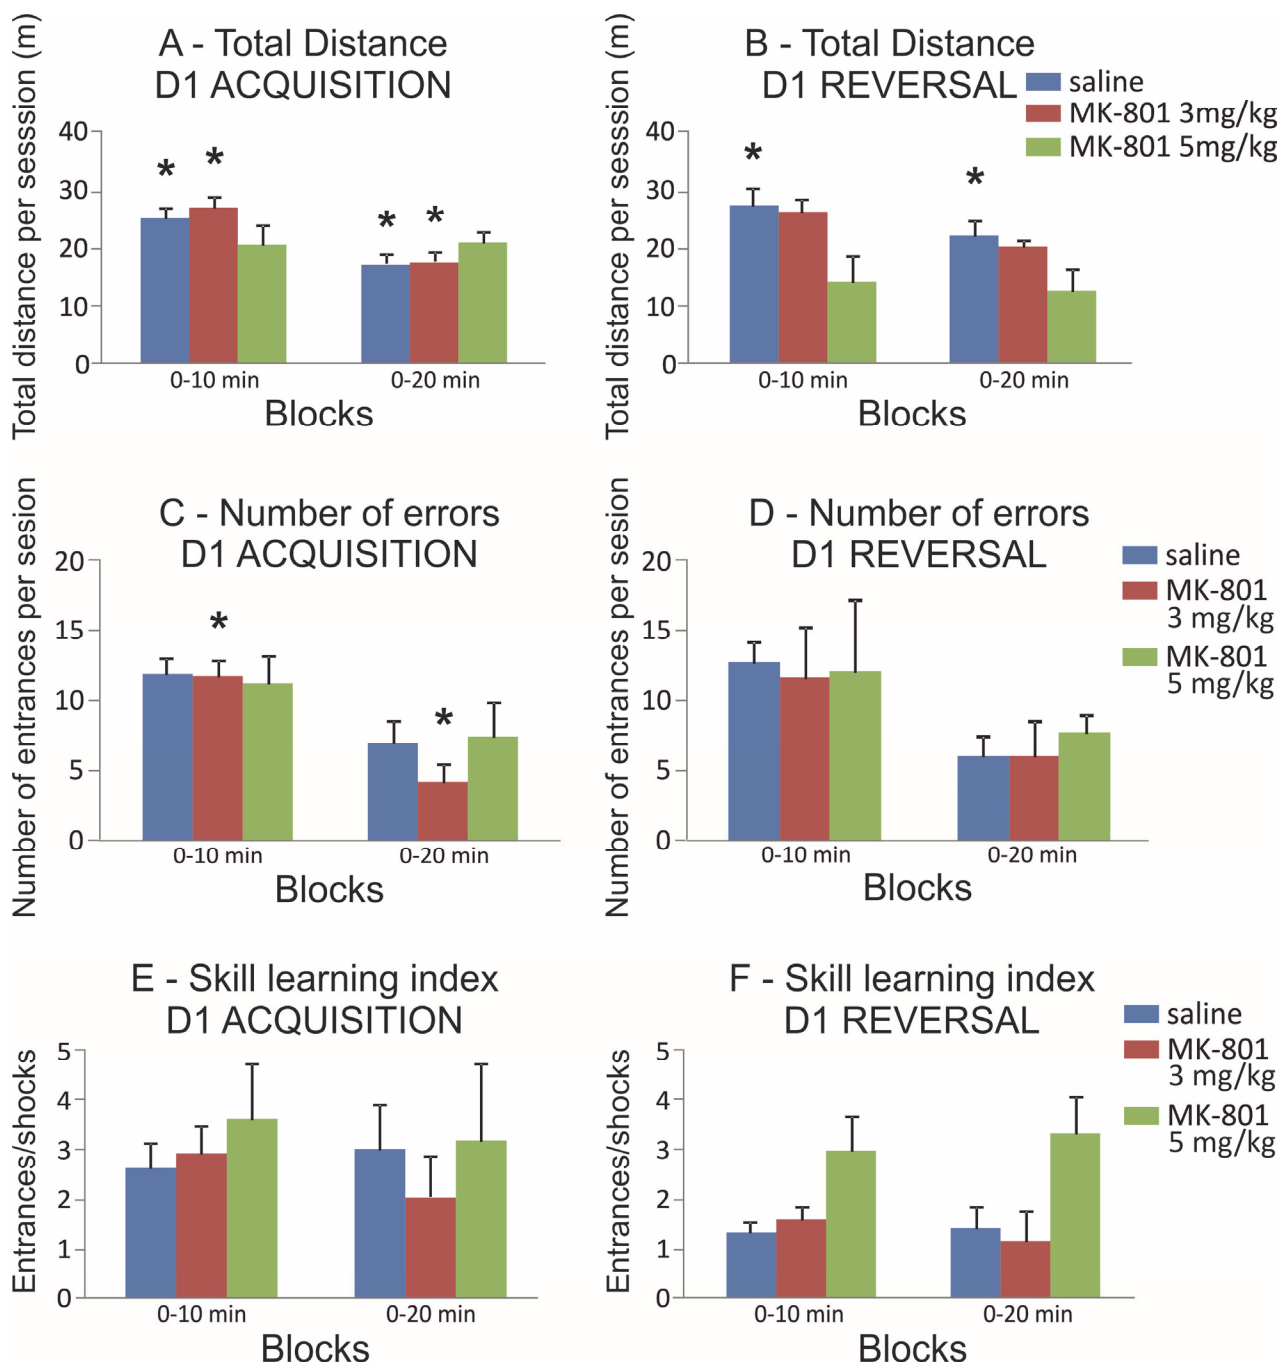 A - Total Distance
D1 ACQUISITION
Total distance per sesssion (m)
40
30
20
10
0
*
*
*
*
0-10 min
0-20 min
Blocks
B - Total Distance
D1 REVERSAL
saline
MK-801 3mg/kg
MK-801 5mg/kg
Total distance per sesssion (m)
40
30
20
10
0
*
*
0-10 min
0-20 min
Blocks
C - Number of errors
D1 ACQUISITION
Number of entrances per sesion
20
15
10
5
0
*
*
0-10 min
0-20 min
Blocks
D - Number of errors
D1 REVERSAL
saline
MK-801
3 mg/kg
MK-801
5 mg/kg
Number of entrances per session
20
15
10
5
0
0-10 min
0-20 min
Blocks
E - Skill learning index
D1 ACQUISITION
Entrances/shocks
5
4
3
2
1
0
0-10 min
0-20 min
Blocks
F - Skill learning index
D1 REVERSAL
saline
MK-801
3 mg/kg
MK-801
5 mg/kg
Entrances/shocks
5
4
3
2
1
0
0-10 min
0-20 min
Blocks